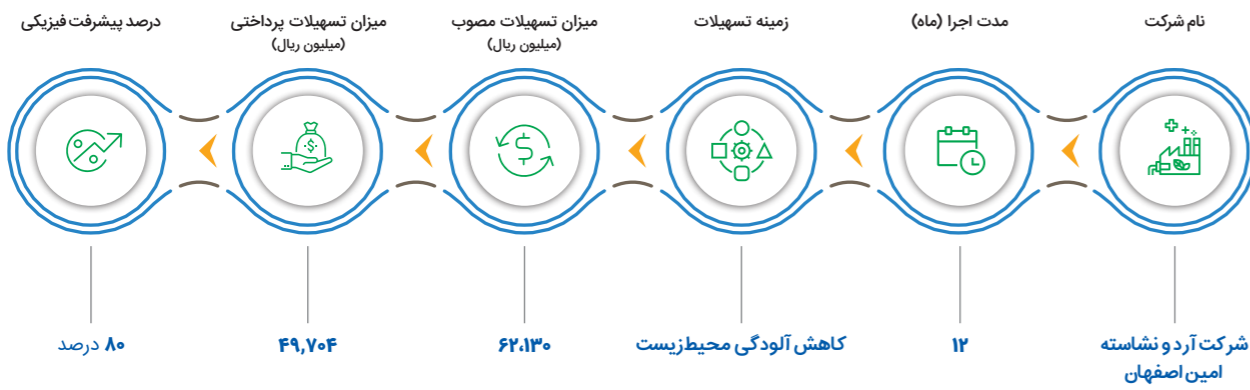 نام شرکت
مدت اجرا (ماه)
زمینه تسهیلات
میزان تسهیلات مصوب
(میلیون ریال)
میزان تسهیلات پرداختی
(میلیون ریال)
درصد پیشرفت فیزیکی
شرکت آرد و نشاسته
امین اصفهان
۱۲
کاهش آلودگی محیط‌زیست
۶۲،۱۳۰
۴۹,۷۰۴
۸۰ درصد